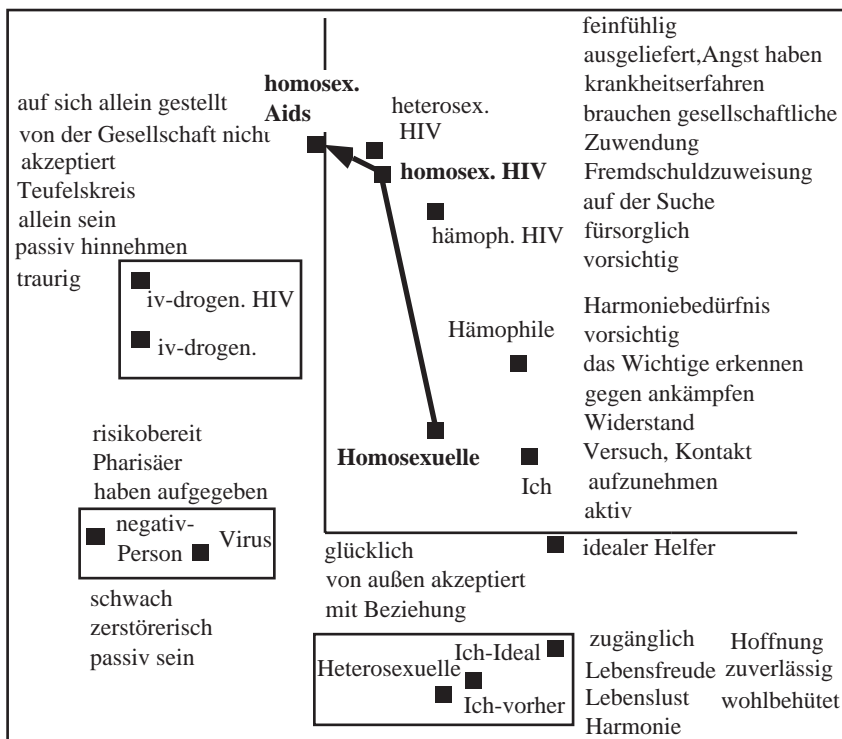 homosex.
Aids
auf sich allein gestellt
von der Gesellschaft nicht
akzeptiert
Teufelskreis
allein sein
passiv hinnehmen
traurig
heterosex.
HIV
homosex. HIV
hämoph. HIV
feinfühlig
ausgeliefert,Angst haben
krankheitserfahren
brauchen gesellschaftliche
Zuwendung
Fremdschuldzuweisung
auf der Suche
fürsorglich
vorsichtig
iv-drogen. HIV
iv-drogen.
Hämophile
Homosexuelle
Ich
Harmoniebedürfnis
vorsichtig
das Wichtige erkennen
gegen ankämpfen
Widerstand
Versuch, Kontakt
aufzunehmen
aktiv
risikobereit
Pharisäer
haben aufgegeben
negativ-
Person
Virus
schwach
zerstörerisch
passiv sein
glücklich
von außen akzeptiert
mit Beziehung
idealer Helfer
Ich-Ideal
Heterosexuelle
Ich-vorher
zugänglich
Lebensfreude
Lebenslust
Harmonie
Hoffnung
zuverlässig
wohlbehütet